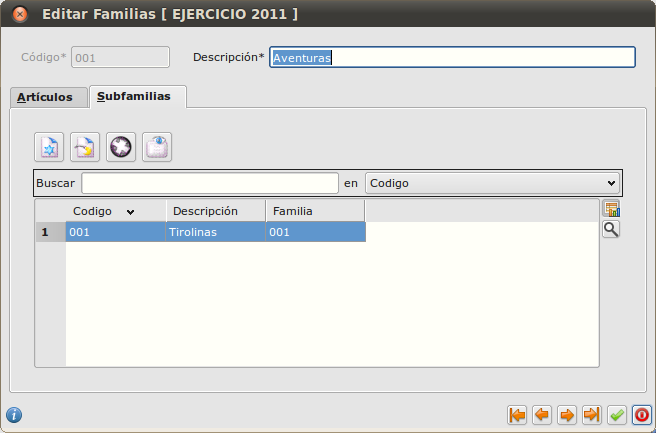 Editar Familias [ EJERCICIO 2011 ]
Código* 001 Descripción* Aventuras
Artículos Subfamilias
Buscar en Codigo
Codigo Descripción Familia
1 001 Tirolinas 001